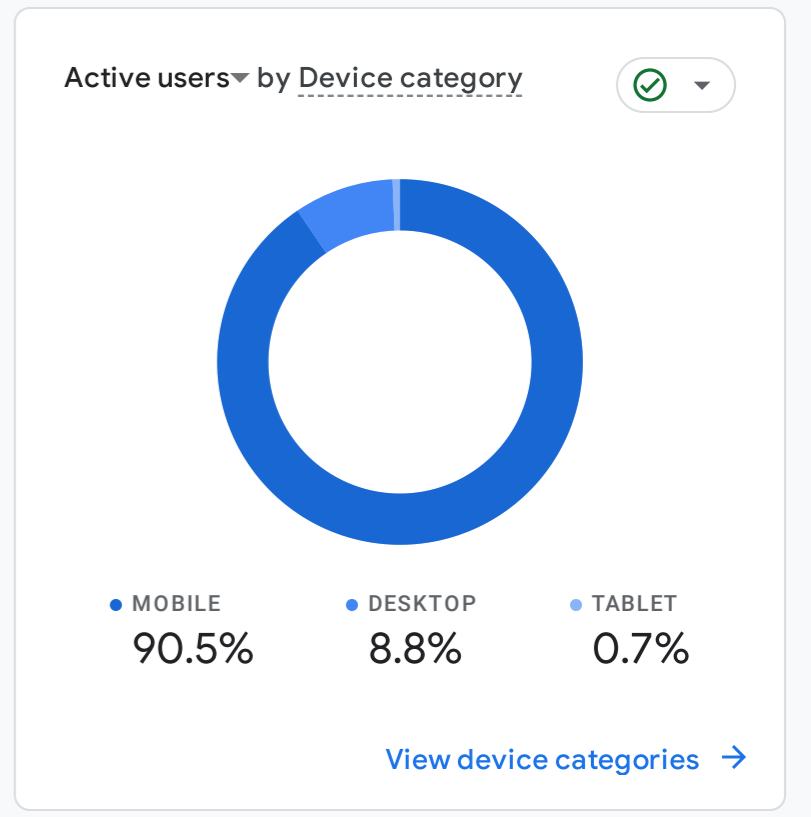 Active users by Device category
MOBILE DESKTOP TABLET
90.5% 8.8% 0.7%
View device categories